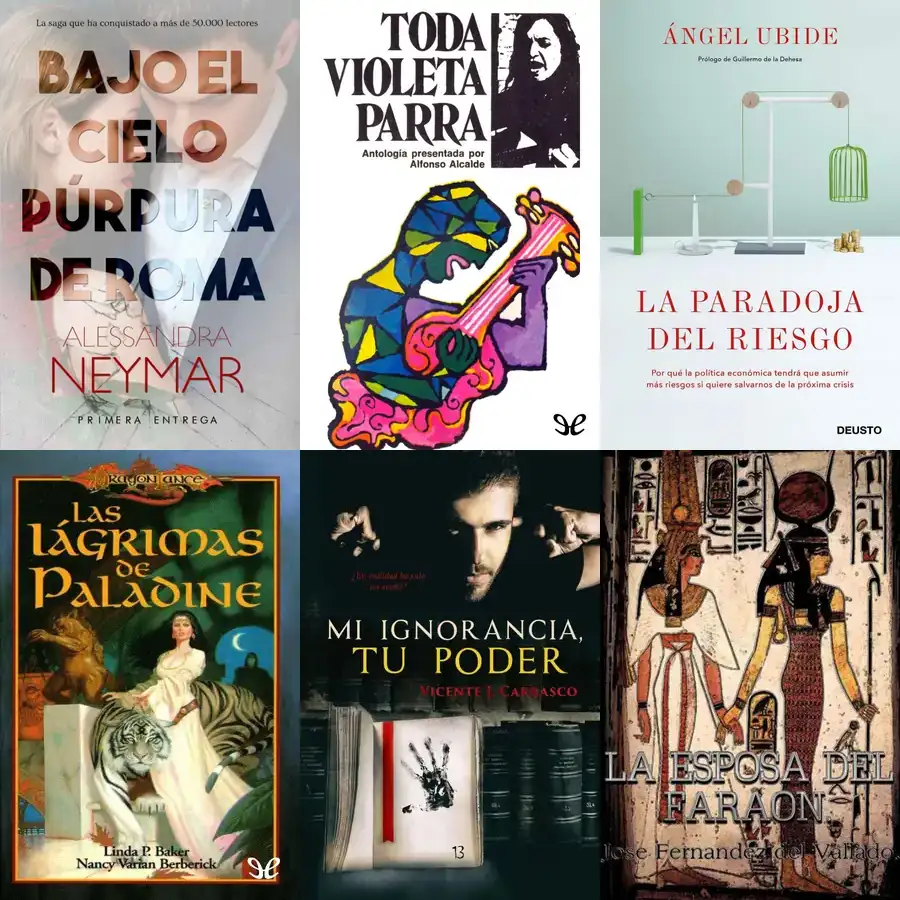 La saga que ha conquistado a más de 50.000 lectores
BAJO EL
CIELO
PÚRPURA
DE ROMA
ALESSANDRA
NEYMAR
PRIMERA ENTREGA
TODA
VIOLETA
PARRA
Antología presentada por
Alfonso Alcalde
ÁNGEL UBIDE
Prólogo de Guillermo de la Dehesa
LA PARADOJA
DEL RIESGO
Por qué la política económica tendrá que asumir
más riesgos si quiere salvarnos de la próxima crisis
DEUSTO
DRAGONLANCE
LAS
LÁGRIMAS
DE
PALADINE
Linda P. Baker
Nancy Varian Berberick
MI IGNORANCIA,
TU PODER
VICENTE J. CARRASCO
13
LA ESPOSA DEL
FARAON
Jose Fernandez del Vallado